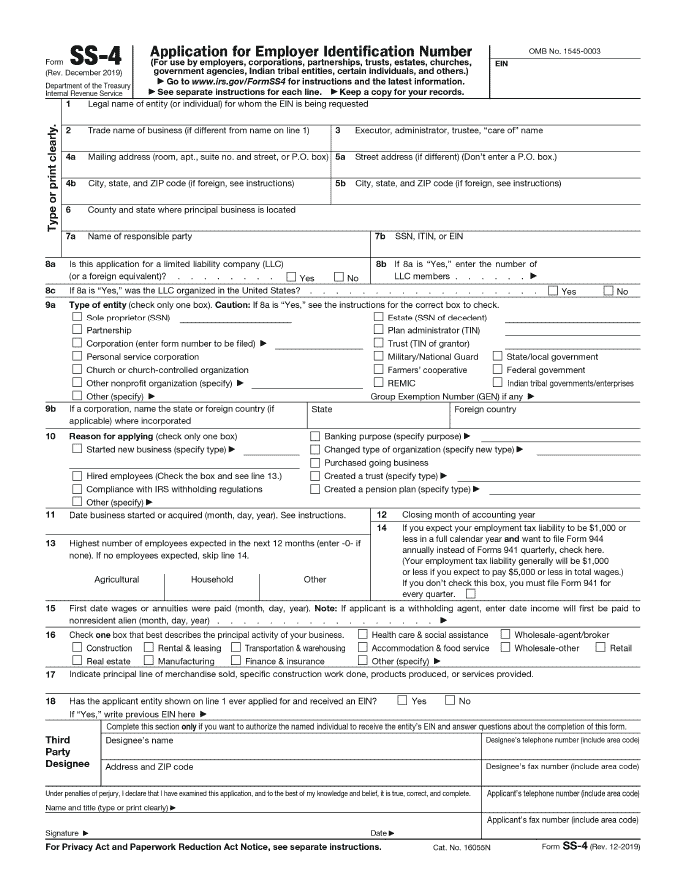 Form SS-4
(Rev. December 2019)
Department of the Treasury
Internal Revenue Service
Application for Employer Identification Number
(For use by employers, corporations, partnerships, trusts, estates, churches,
government agencies, Indian tribal entities, certain individuals, and others.)
▶ Go to www.irs.gov/FormSS4 for instructions and the latest information.
▶ See separate instructions for each line. ▶ Keep a copy for your records.
OMB No. 1545-0003
EIN
Type or print clearly.
1 Legal name of entity (or individual) for whom the EIN is being requested
2 Trade name of business (if different from name on line 1)
3 Executor, administrator, trustee, “care of” name
4a Mailing address (room, apt., suite no. and street, or P.O. box)
5a Street address (if different) (Don’t enter a P.O. box.)
4b City, state, and ZIP code (if foreign, see instructions)
5b City, state, and ZIP code (if foreign, see instructions)
6 County and state where principal business is located
7a Name of responsible party
7b SSN, ITIN, or EIN
8a Is this application for a limited liability company (LLC)
(or a foreign equivalent)? . . . . . . . . Yes No
8b If 8a is “Yes,” enter the number of
LLC members . . . . . . ▶
8c If 8a is “Yes,” was the LLC organized in the United States? . . . . . . . . . . . . . . . . . . Yes No
9a Type of entity (check only one box). Caution: If 8a is “Yes,” see the instructions for the correct box to check.
Sole proprietor (SSN)
Estate (SSN of decedent)
Partnership
Plan administrator (TIN)
Corporation (enter form number to be filed) ▶
Trust (TIN of grantor)
Personal service corporation
Military/National Guard
State/local government
Church or church-controlled organization
Farmers’ cooperative
Federal government
Other nonprofit organization (specify) ▶
REMIC
Indian tribal governments/enterprises
Other (specify) ▶
Group Exemption Number (GEN) if any ▶
9b If a corporation, name the state or foreign country (if
applicable) where incorporated
State
Foreign country
10 Reason for applying (check only one box)
Banking purpose (specify purpose) ▶
Started new business (specify type) ▶
Changed type of organization (specify new type) ▶
Purchased going business
Hired employees (Check the box and see line 13.)
Created a trust (specify type) ▶
Compliance with IRS withholding regulations
Created a pension plan (specify type) ▶
Other (specify) ▶
11 Date business started or acquired (month, day, year). See instructions.
12 Closing month of accounting year
13 Highest number of employees expected in the next 12 months (enter -0- if
none). If no employees expected, skip line 14.
Agricultural Household Other
14 If you expect your employment tax liability to be $1,000 or
less in a full calendar year and want to file Form 944
annually instead of Forms 941 quarterly, check here.
(Your employment tax liability generally will be $1,000
or less if you expect to pay $5,000 or less in total wages.)
If you don’t check this box, you must file Form 941 for
every quarter.
15 First date wages or annuities were paid (month, day, year). Note: If applicant is a withholding agent, enter date income will first be paid to
nonresident alien (month, day, year) . . . . . . . . . . . . . . . . . ▶
16 Check one box that best describes the principal activity of your business.
Health care & social assistance
Wholesale-agent/broker
Construction
Rental & leasing
Transportation & warehousing
Accommodation & food service
Wholesale-other
Retail
Real estate
Manufacturing
Finance & insurance
Other (specify) ▶
17 Indicate principal line of merchandise sold, specific construction work done, products produced, or services provided.
18 Has the applicant entity shown on line 1 ever applied for and received an EIN? Yes No
If “Yes,” write previous EIN here ▶
Third
Party
Designee
Complete this section only if you want to authorize the named individual to receive the entity’s EIN and answer questions about the completion of this form.
Designee’s name
Designee’s telephone number (include area code)
Address and ZIP code
Designee’s fax number (include area code)
Under penalties of perjury, I declare that I have examined this application, and to the best of my knowledge and belief, it is true, correct, and complete.
Applicant’s telephone number (include area code)
Name and title (type or print clearly) ▶
Applicant’s fax number (include area code)
Signature ▶ Date ▶
For Privacy Act and Paperwork Reduction Act Notice, see separate instructions. Cat. No. 16055N Form SS-4 (Rev. 12-2019)